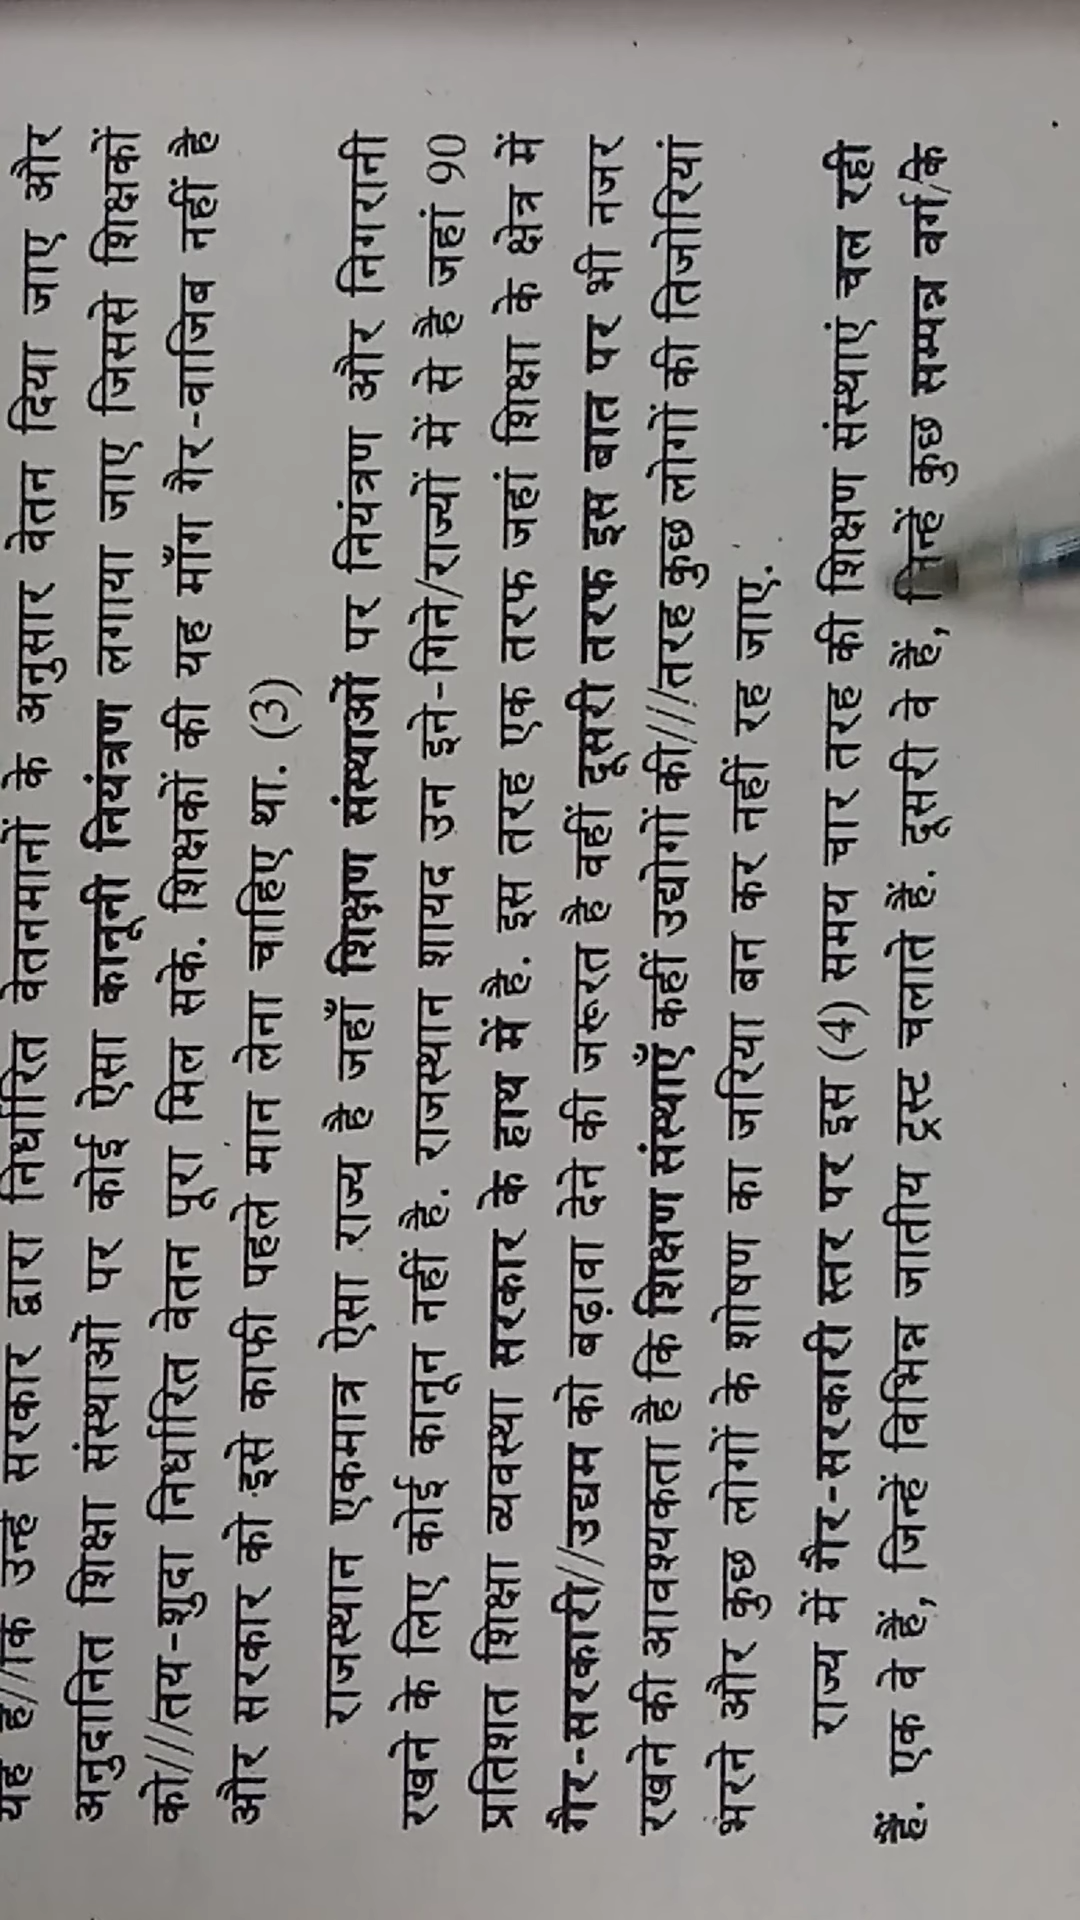 यह है//कि उन्हें सरकार द्वारा निर्धारित वेतनमानों के अनुसार वेतन दिया जाए और
अनुदानित शिक्षा संस्थाओं पर कोई ऐसा कानूनी नियंत्रण लगाया जाए जिससे शिक्षकों
को///तय-शुदा निर्धारित वेतन पूरा मिल सके. शिक्षकों की यह माँग गैर-वाजिब नहीं है
और सरकार को इसे काफी पहले मान लेना चाहिए था. (3)
राजस्थान एकमात्र ऐसा राज्य है जहाँ शिक्षण संस्थाओं पर नियंत्रण और निगरानी
रखने के लिए कोई कानून नहीं है. राजस्थान शायद उन इने-गिने/राज्यों में से है जहां 90
प्रतिशत शिक्षा व्यवस्था सरकार के हाथ में है. इस तरह एक तरफ जहां शिक्षा के क्षेत्र में
गैर-सरकारी//उद्यम को बढ़ावा देने की जरूरत है वहीं दूसरी तरफ इस बात पर भी नजर
रखने की आवश्यकता है कि शिक्षण संस्थाएँ कहीं उद्योगों की///तरह कुछ लोगों की तिजोरियां
भरने और कुछ लोगों के शोषण का जरिया बन कर नहीं रह जाए.
राज्य में गैर-सरकारी स्तर पर इस (4) समय चार तरह की शिक्षण संस्थाएं चल रही
हैं. एक वे हैं, जिन्हें विभिन्न जातीय ट्रस्ट चलाते हैं. दूसरी वे हैं, जिन्हें कुछ सम्पन्न वर्ग/के